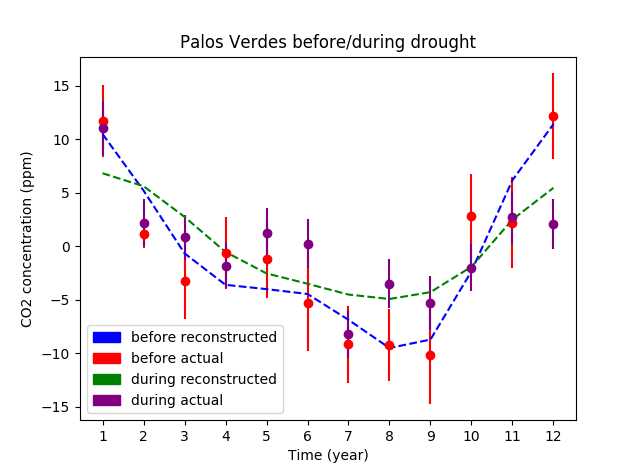 Palos Verdes before/during drought
CO2 concentration (ppm)
15
10
5
0
−5
−10
−15
before reconstructed
before actual
during reconstructed
during actual
1 2 3 4 5 6 7 8 9 10 11 12
Time (year)